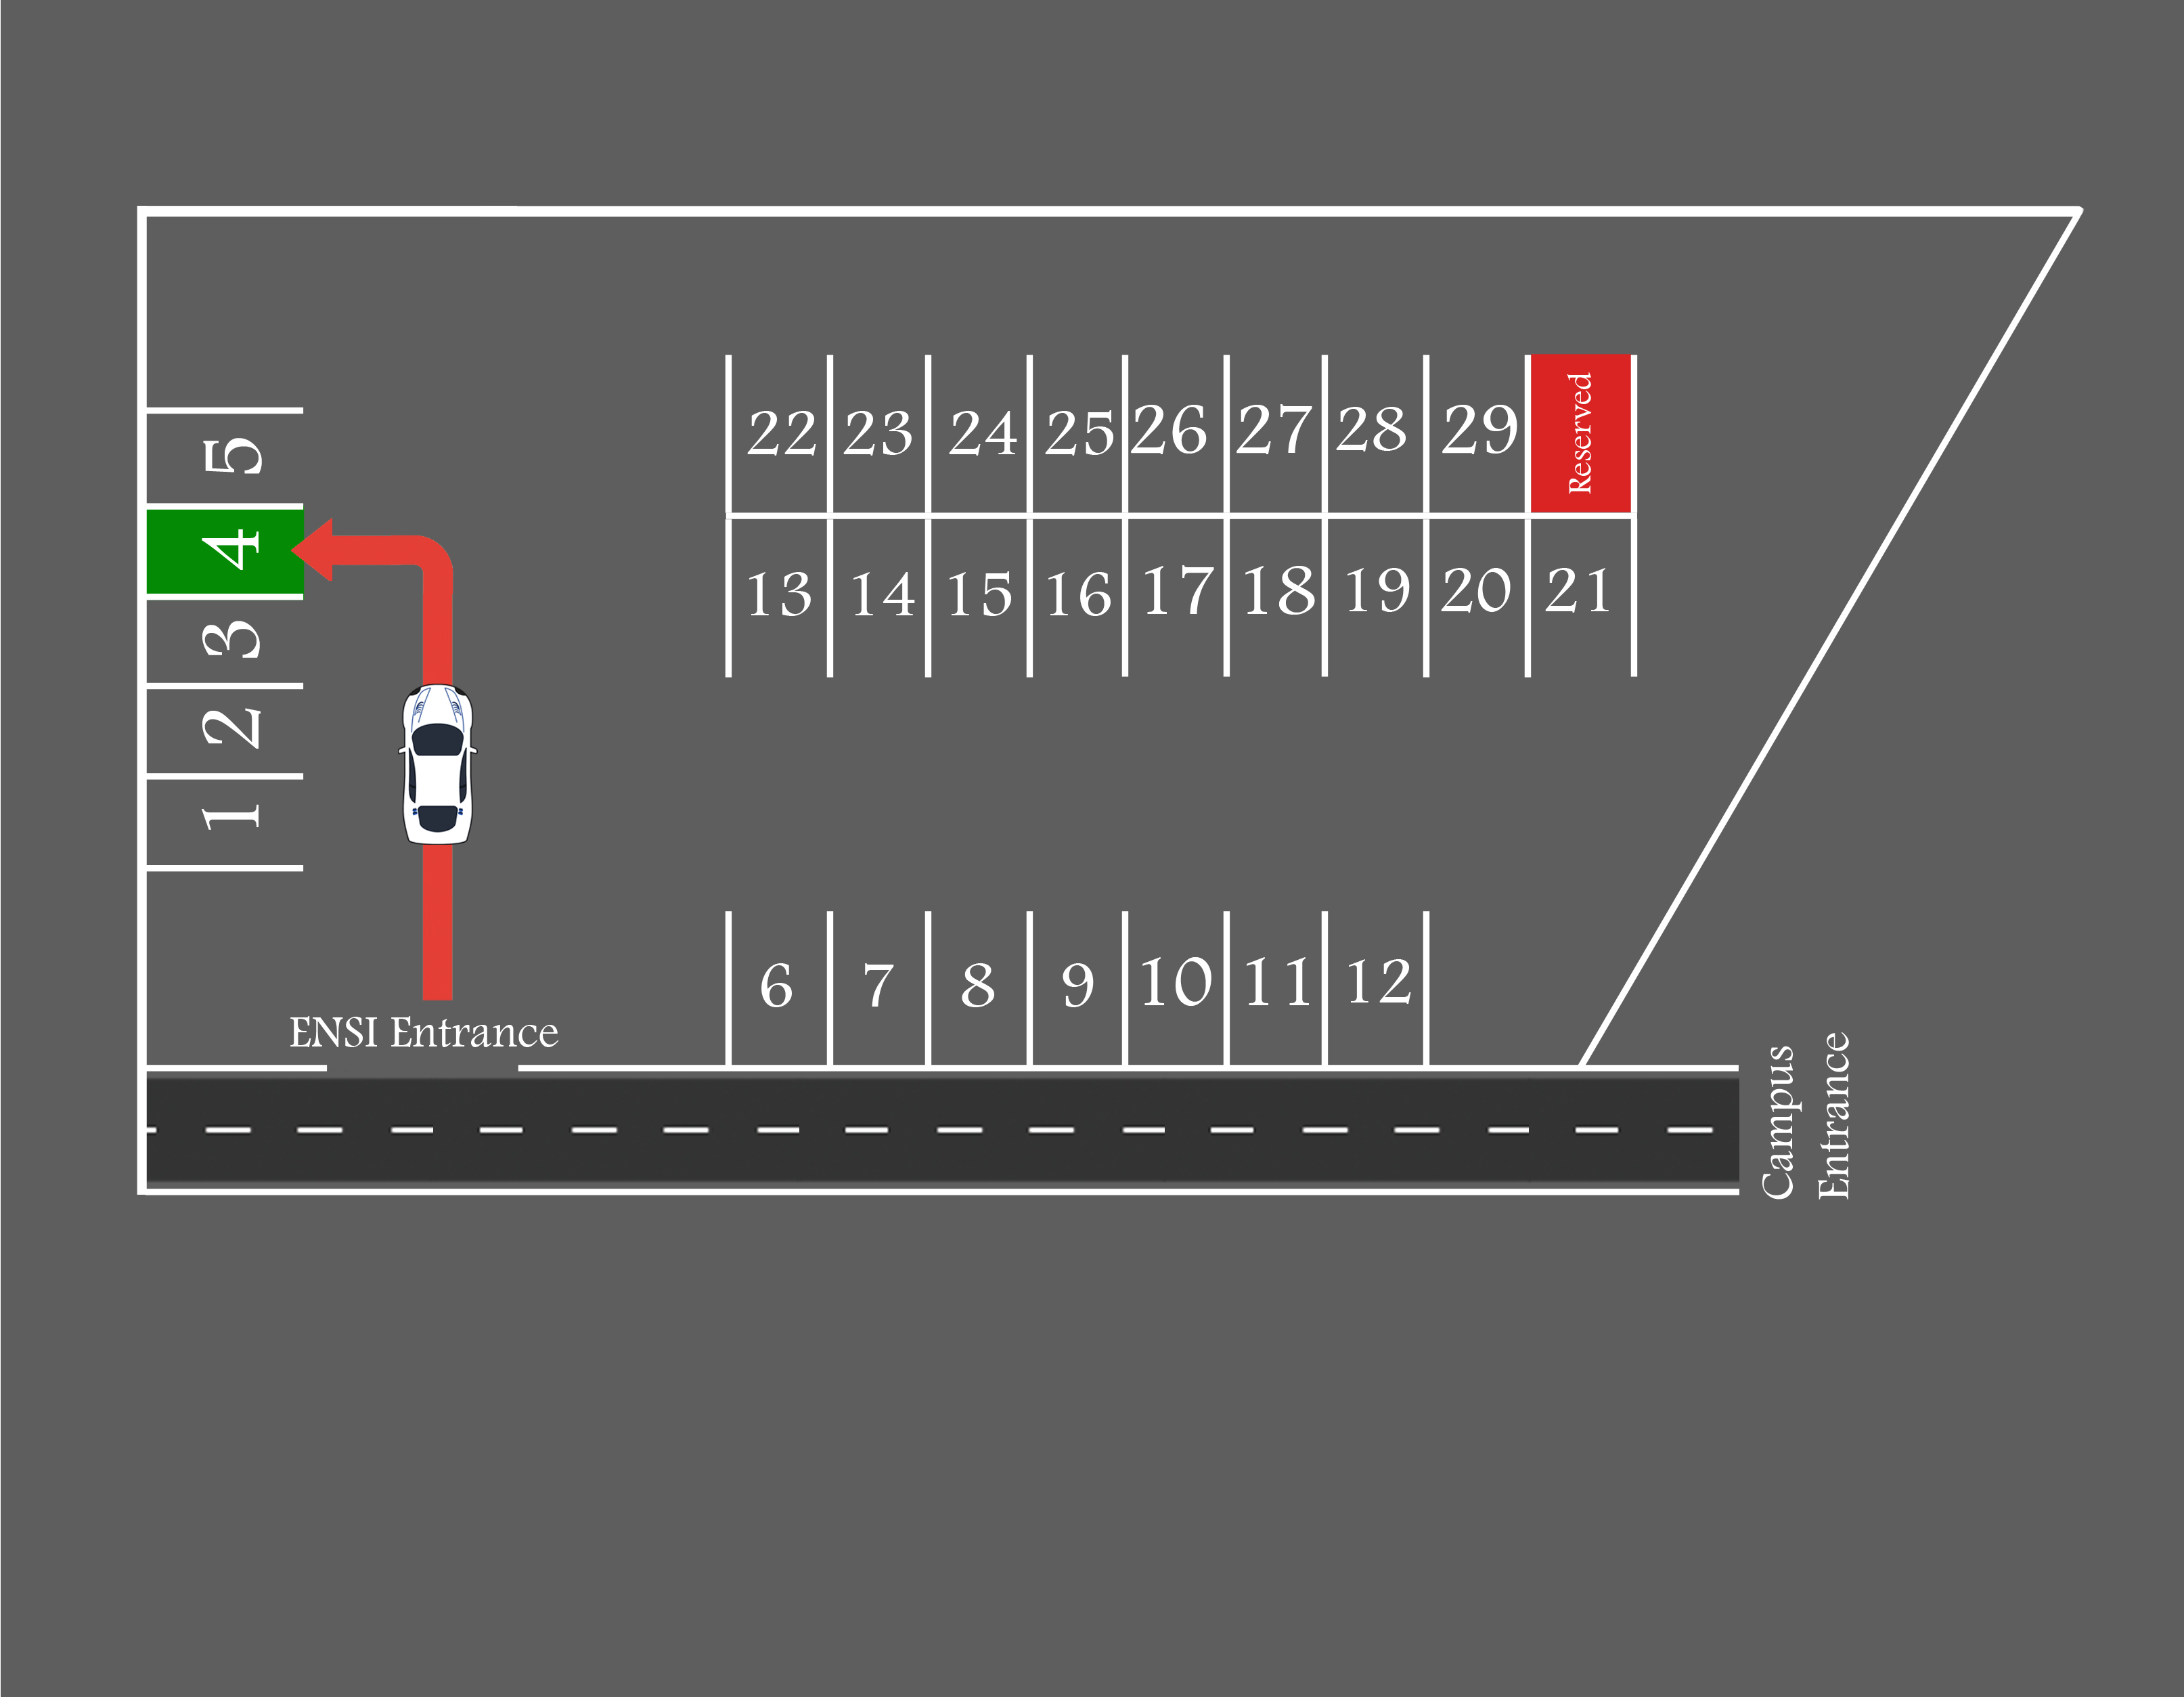 22 23 24 25 26 27 28 29 Reserved
5
4
13 14 15 16 17 18 19 20 21
3
2
1
6 7 8 9 10 11 12
ENSI Entrance
Campus
Entrance